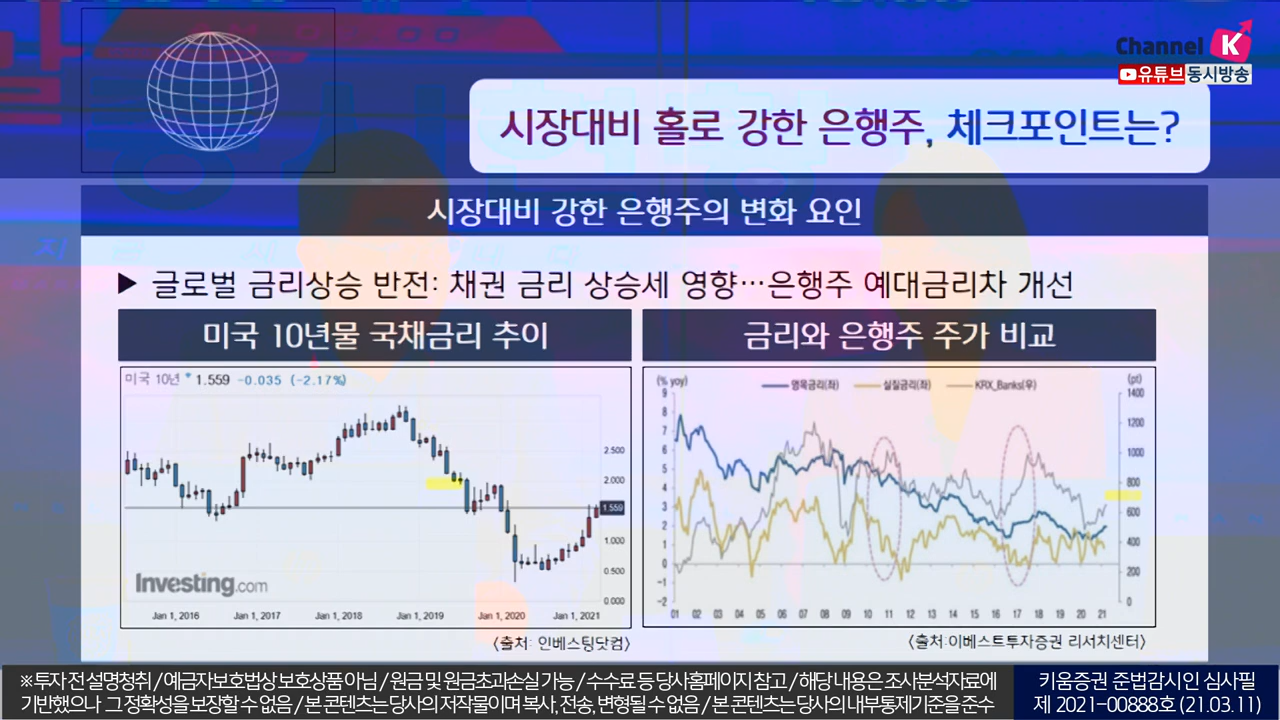 Channel K
유튜브동시방송
시장대비 홀로 강한 은행주, 체크포인트는?
시장대비 강한 은행주의 변화 요인
▶ 글로벌 금리상승 반전: 채권 금리 상승세 영향…은행주 예대금리차 개선
미국 10년물 국채금리 추이
미국 10년 1.559 -0.035 (-2.17%)
2.500
2.000
1.559
1.000
0.500
0.000
Investing.com
Jan 1, 2016 Jan 1, 2017 Jan 1, 2018 Jan 1, 2019 Jan 1, 2020 Jan 1, 2021
<출처: 인베스팅닷컴>
금리와 은행주 주가 비교
(% yoy) 명목금리(좌) 실질금리(좌) KRX_Banks(우) (pt)
9 1400
8
7 1200
6 1000
5
4 800
3 600
2
1 400
0 200
-1
-2 0
01 02 03 04 05 06 07 08 09 10 11 12 13 14 15 16 17 18 19 20 21
<출처:이베스트투자증권 리서치센터>
※ 투자 전 설명청취 / 예금자보호법상 보호상품 아님 / 원금 및 원금초과손실 가능 / 수수료 등 당사홈페이지 참고 / 해당 내용은 조사분석자료에
기반했으나 그 정확성을 보장할 수 없음 / 본 콘텐츠는 당사의 저작물이며 복사, 전송, 변형될 수 없음 / 본 콘텐츠는 당사의 내부통제기준을 준수
키움증권 준법감시인 심사필
제 2021-00888호 (21.03.11)